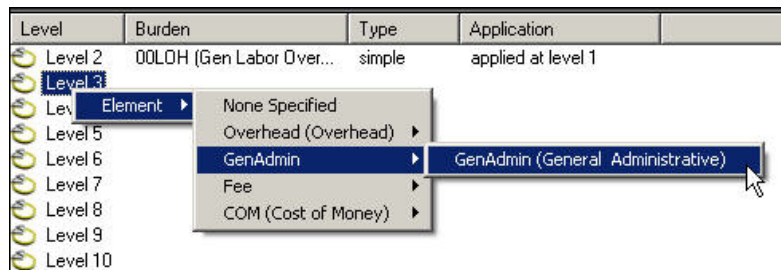 Level Burden Type Application
Level 2 00LOH (Gen Labor Over... simple applied at level 1
Level 3
Lev Element None Specified
Level 5 Overhead (Overhead)
Level 6 GenAdmin GenAdmin (General Administrative)
Level 7 Fee
Level 8 COM (Cost of Money)
Level 9
Level 10